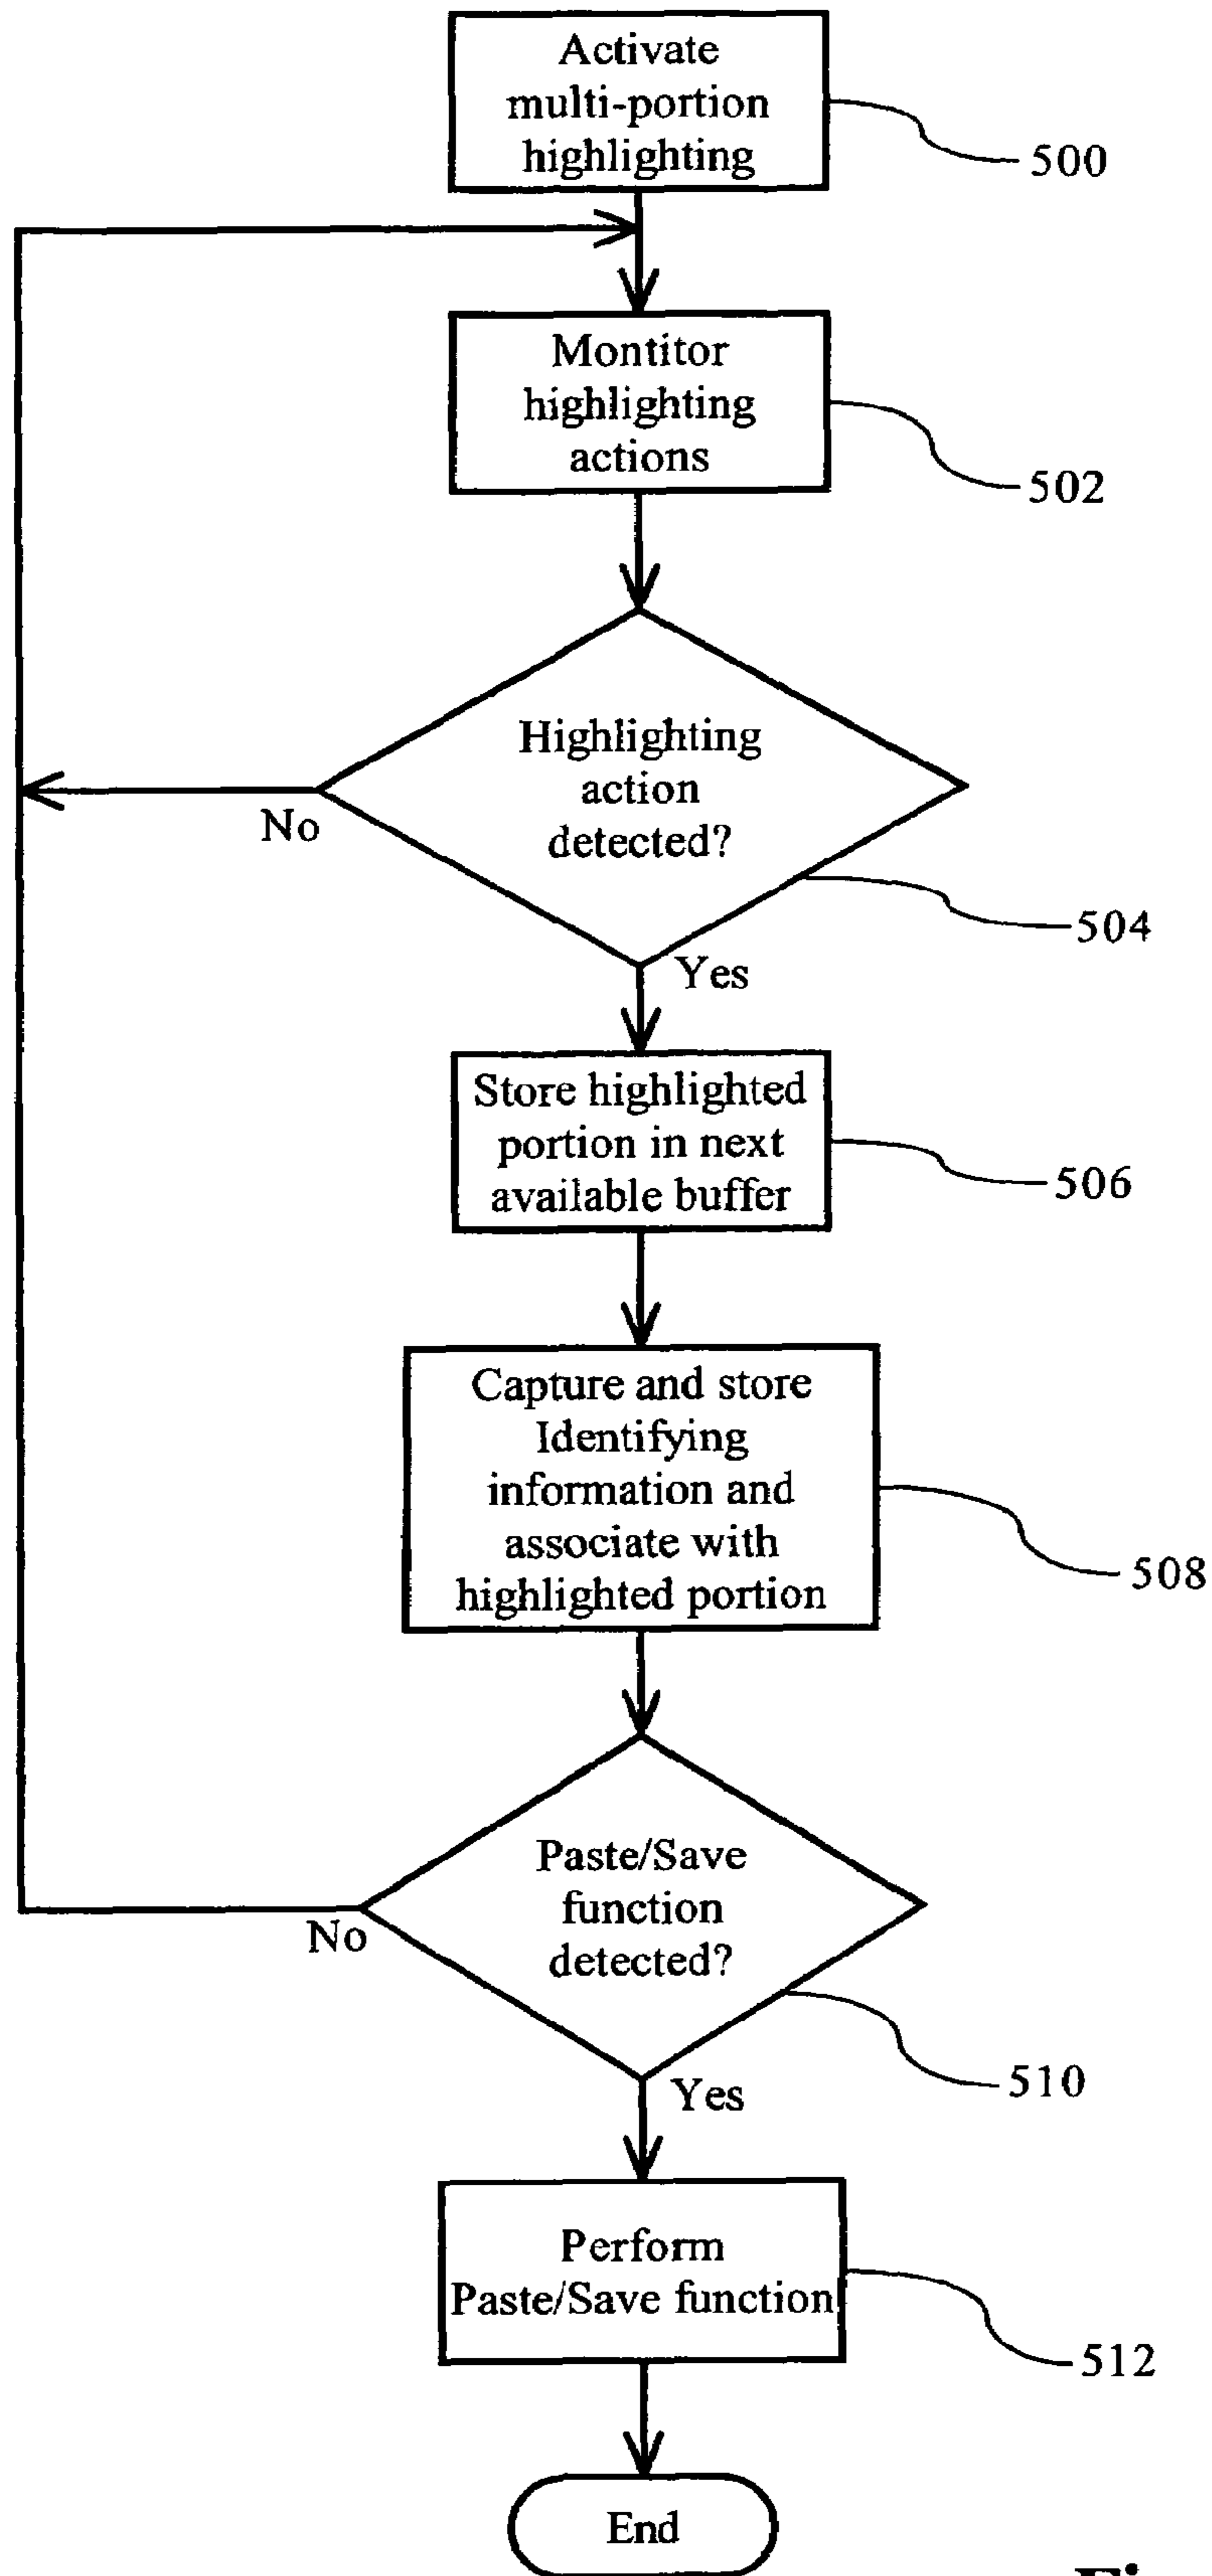 Activate
multi-portion
highlighting
500
Montitor
highlighting
actions
502
Highlighting
action
detected?
No
504
Yes
Store highlighted
portion in next
available buffer
506
Capture and store
Identifying
information and
associate with
highlighted portion
508
Paste/Save
function
detected?
No
510
Yes
Perform
Paste/Save function
512
End